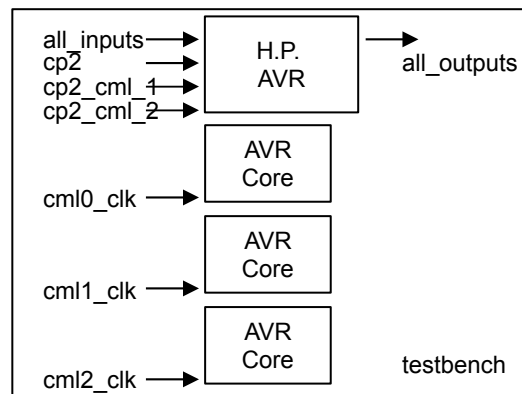 all_inputs
cp2
cp2_cml_1
cp2_cml_2
H.P.
AVR
all_outputs
AVR
Core
cml0_clk
AVR
Core
cml1_clk
AVR
Core
cml2_clk
testbench